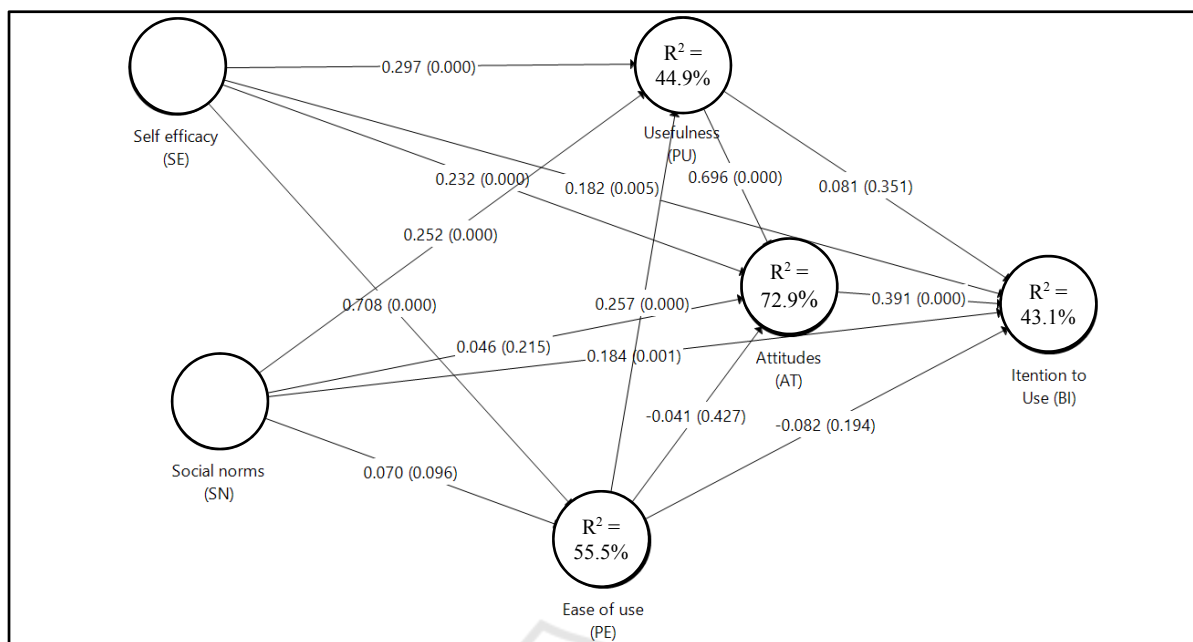 R² =
44.9%
0.297 (0.000)
Self efficacy
(SE)
Usefulness
(PU)
0.232 (0.000)
0.182 (0.005)
0.696 (0.000)
0.081 (0.351)
0.252 (0.000)
R² =
72.9%
R² =
43.1%
0.708 (0.000)
0.257 (0.000)
0.391 (0.000)
0.046 (0.215)
0.184 (0.001)
Attitudes
(AT)
Itention to
Use (BI)
-0.041 (0.427)
-0.082 (0.194)
Social norms
(SN)
0.070 (0.096)
R² =
55.5%
Ease of use
(PE)